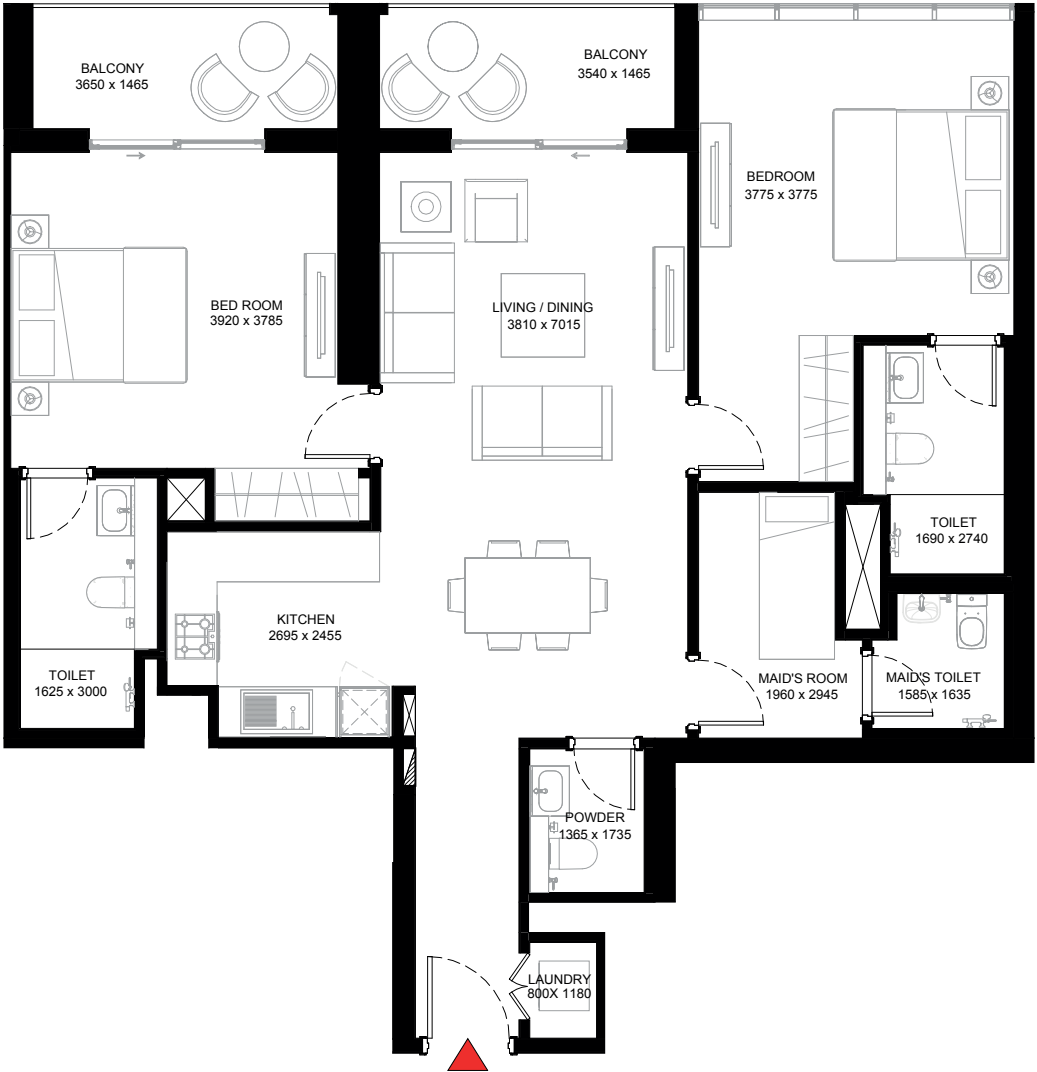 BALCONY
3650 x 1465
BALCONY
3540 x 1465
BEDROOM
3775 x 3775
BED ROOM
3920 x 3785
LIVING / DINING
3810 x 7015
TOILET
1690 x 2740
KITCHEN
2695 x 2455
TOILET
1625 x 3000
MAID'S ROOM
1960 x 2945
MAID'S TOILET
1585 x 1635
POWDER
1365 x 1735
LAUNDRY
800X 1180